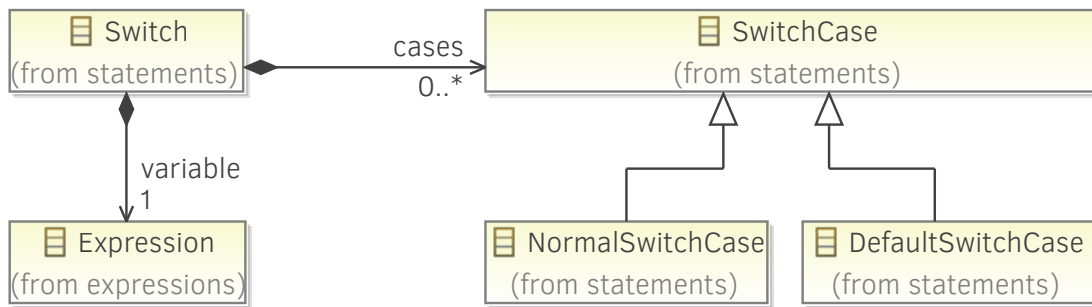 Switch
(from statements)
cases
0..*
SwitchCase
(from statements)
variable
1
Expression
(from expressions)
NormalSwitchCase
(from statements)
DefaultSwitchCase
(from statements)